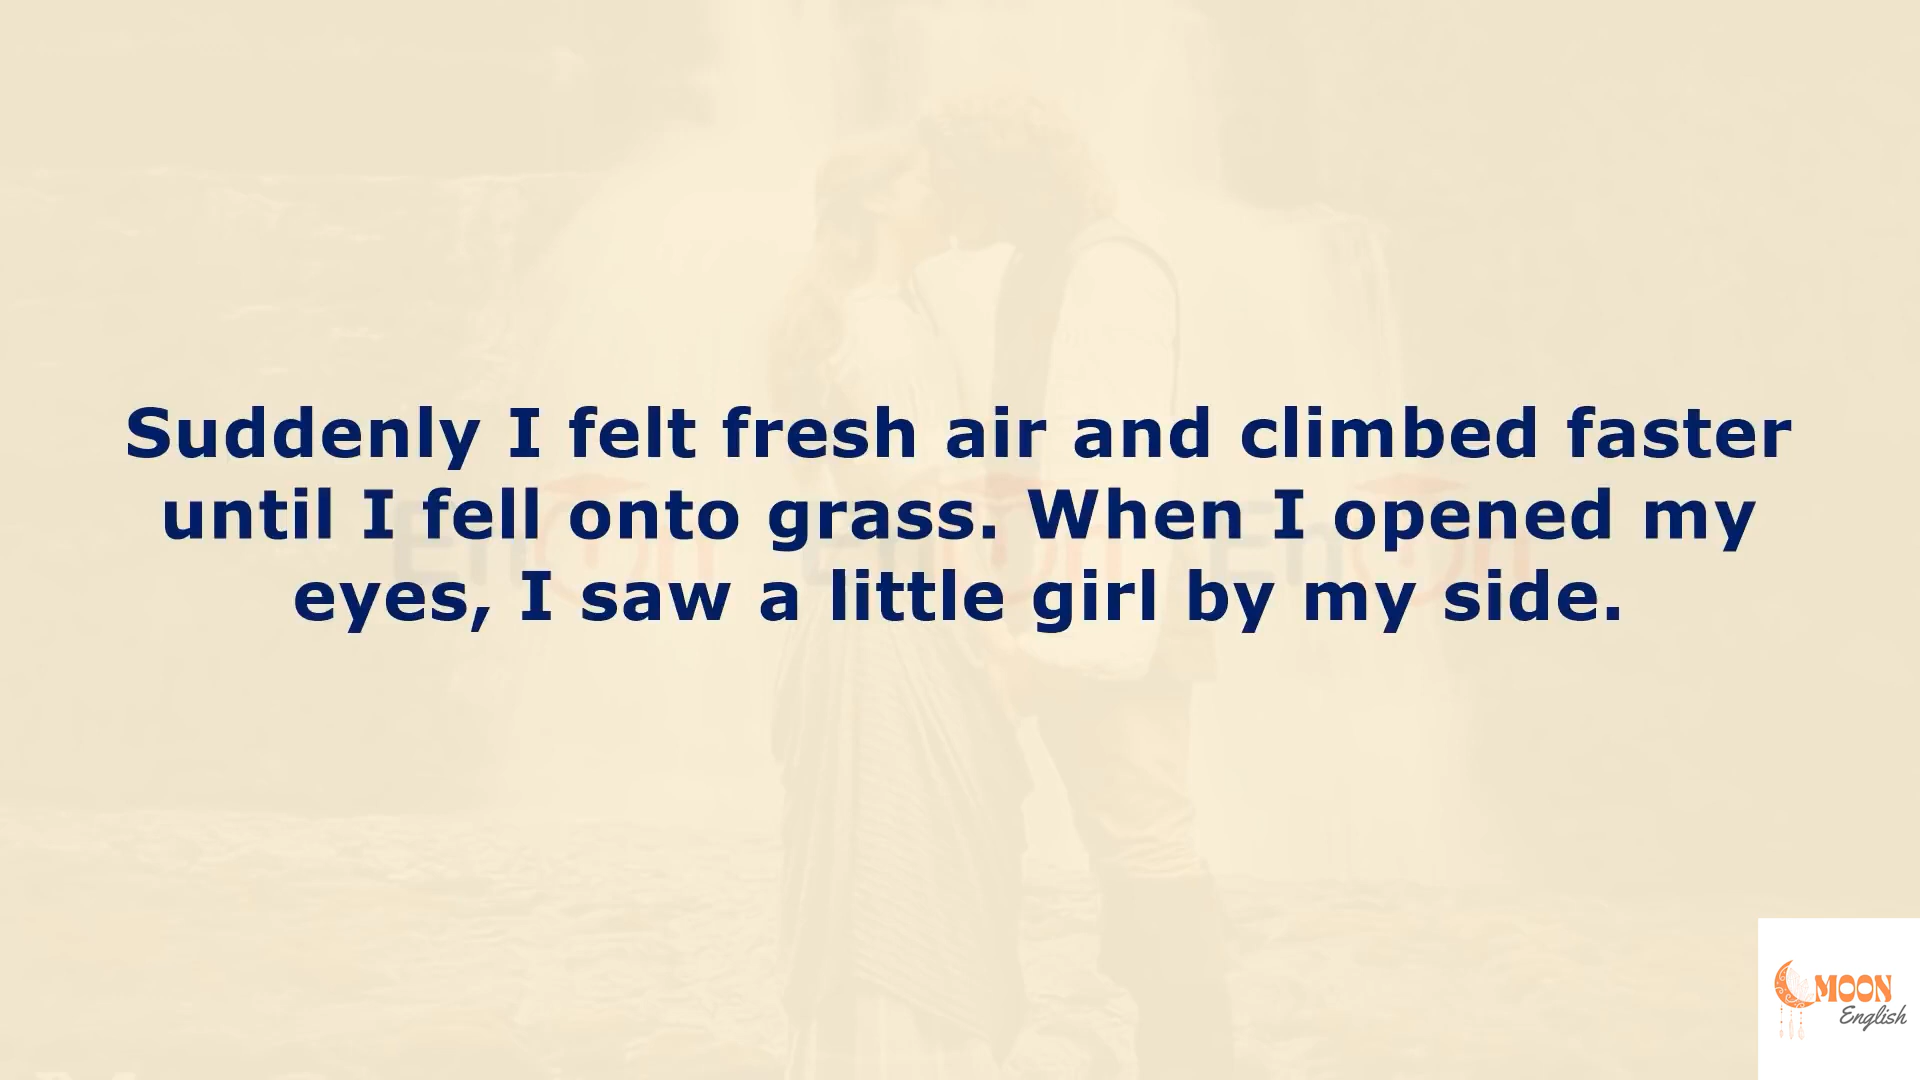 Suddenly I felt fresh air and climbed faster
until I fell onto grass. When I opened my
eyes, I saw a little girl by my side.
MOON
English